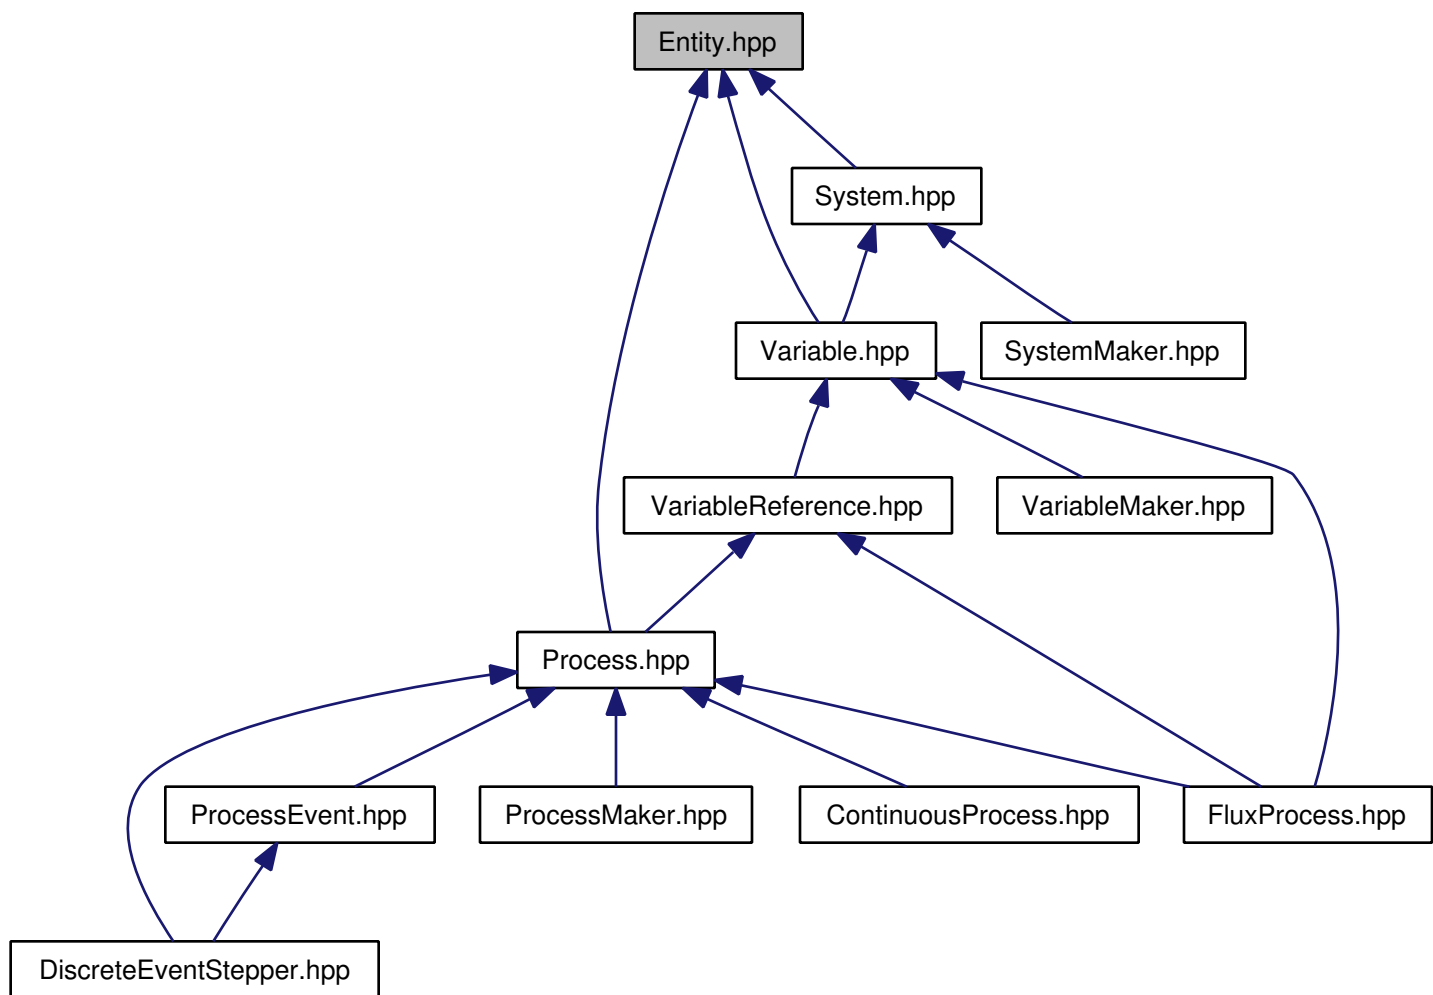 Entity.hpp
System.hpp
Variable.hpp
SystemMaker.hpp
VariableReference.hpp
VariableMaker.hpp
Process.hpp
ProcessEvent.hpp
ProcessMaker.hpp
ContinuousProcess.hpp
FluxProcess.hpp
DiscreteEventStepper.hpp